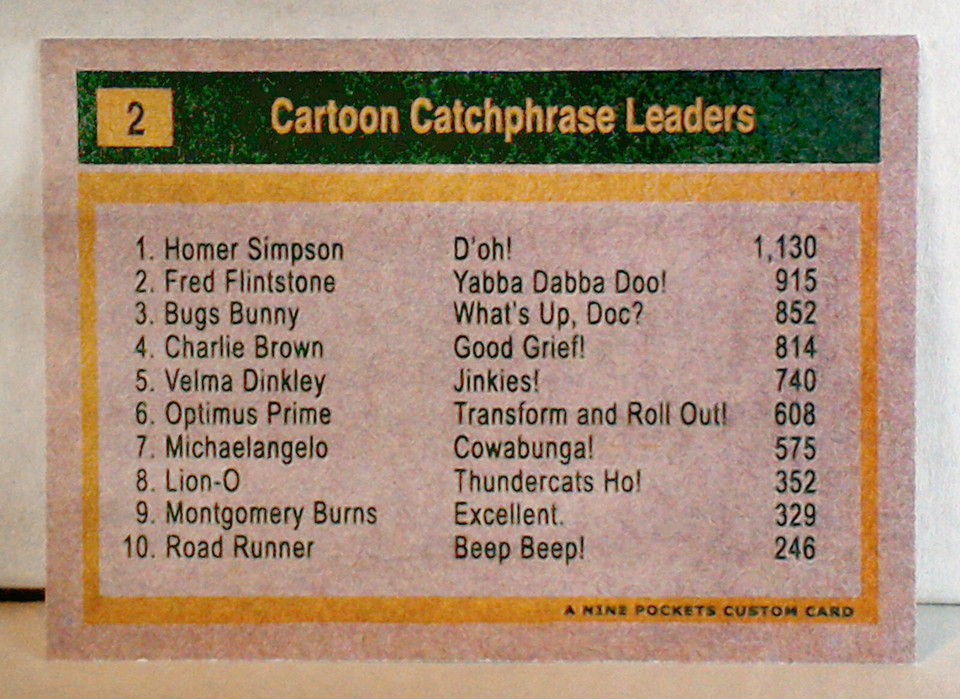 2 Cartoon Catchphrase Leaders
1. Homer Simpson D'oh! 1,130
2. Fred Flintstone Yabba Dabba Doo! 915
3. Bugs Bunny What's Up, Doc? 852
4. Charlie Brown Good Grief! 814
5. Velma Dinkley Jinkies! 740
6. Optimus Prime Transform and Roll Out! 608
7. Michaelangelo Cowabunga! 575
8. Lion-O Thundercats Ho! 352
9. Montgomery Burns Excellent. 329
10. Road Runner Beep Beep! 246
A NINE POCKETS CUSTOM CARD